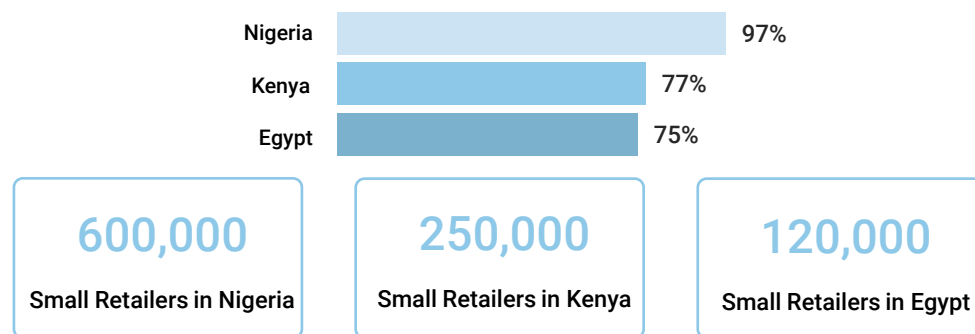 Nigeria 97%
Kenya 77%
Egypt 75%
600,000 250,000 120,000
Small Retailers in Nigeria Small Retailers in Kenya Small Retailers in Egypt